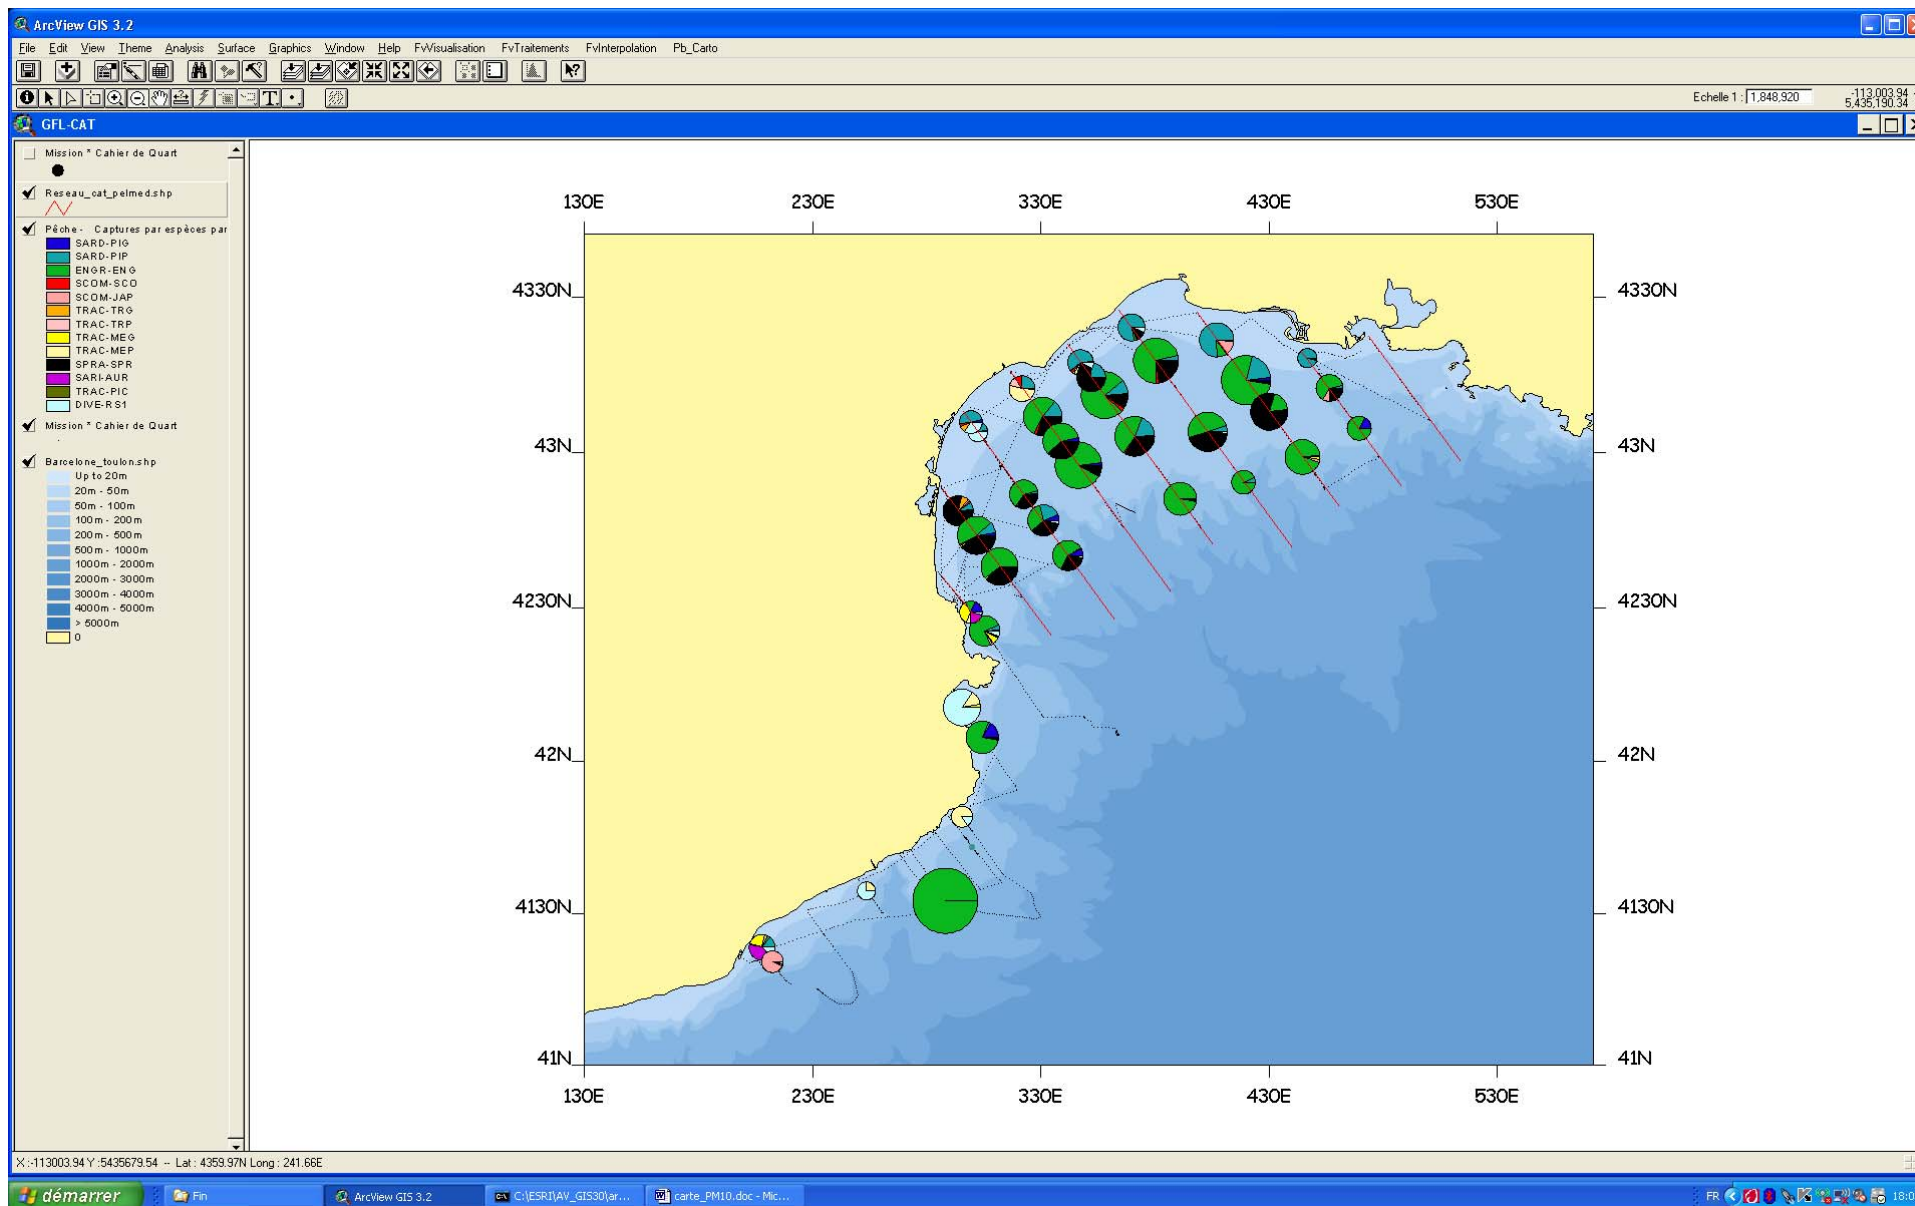 ArcView GIS 3.2
File Edit View Theme Analysis Surface Graphics Window Help FvVisualisation FvTraitements FvInterpolation Pb_Carto
Echelle 1 : 1,848,920
-113,003.94
5,435,190.34
GFL-CAT
Mission * Cahier de Quart
Reseau_cat_pelmed.shp
Pêche - Captures par espèces par
SARD-PIG
SARD-PIP
ENGR-ENG
SCOM-SCO
SCOM-JAP
TRAC-TRG
TRAC-TRP
TRAC-MEG
TRAC-MEP
SPRA-SPR
SARI-AUR
TRAC-PIC
DIVE-RS1
Mission * Cahier de Quart
Barcelone_toulon.shp
Up to 20m
20m - 50m
50m - 100m
100m - 200m
200m - 500m
500m - 1000m
1000m - 2000m
2000m - 3000m
3000m - 4000m
4000m - 5000m
> 5000m
0
130E 230E 330E 430E 530E
4330N 4330N
43N 43N
4230N 4230N
42N 42N
4130N 4130N
41N 41N
130E 230E 330E 430E 530E
X :-113003.94 Y :5435679.54 -- Lat : 4359.97N Long : 241.66E
démarrer Fin ArcView GIS 3.2 C:\ESRI\AV_GIS30\ar... carte_PM10.doc - Mic... FR